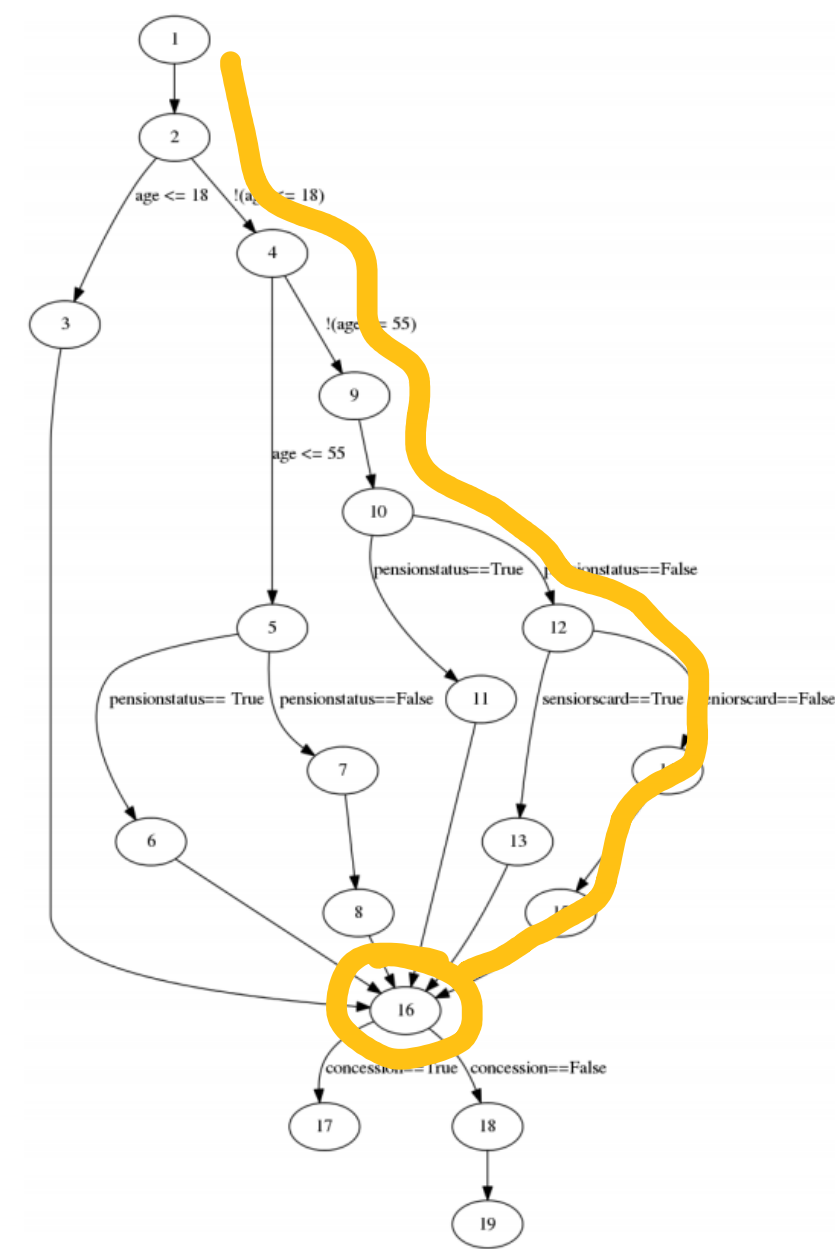 1
2
age <= 18
!(age <= 18)
4
3
!(age <= 55)
9
age <= 55
10
pensionstatus==True
pensionstatus==False
5
12
pensionstatus== True
pensionstatus==False
11
sensiorscard==True
eniorscard==False
7
6
13
8
16
concession==True
concession==False
17
18
19